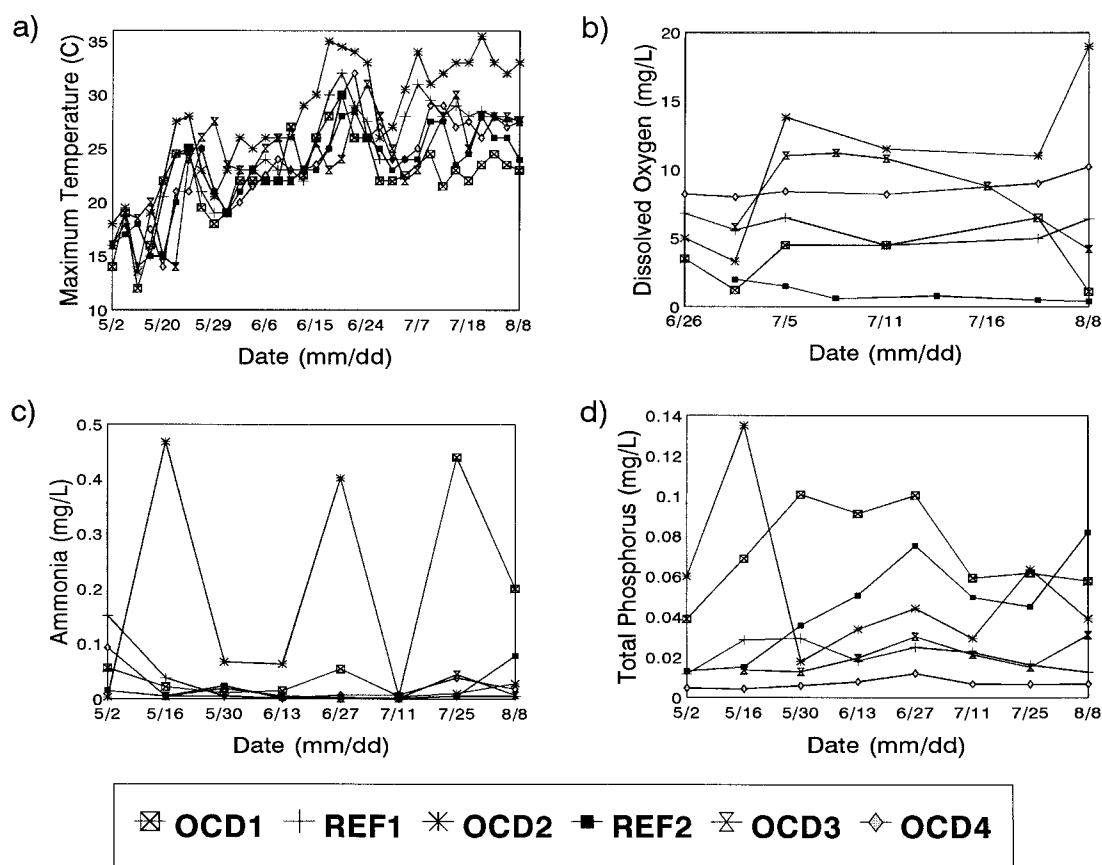 a)
Maximum Temperature (C)
35
30
25
20
15
10
5/2 5/20 5/29 6/6 6/15 6/24 7/7 7/18 8/8
Date (mm/dd)
b)
Dissolved Oxygen (mg/L)
20
15
10
5
0
6/26 7/5 7/11 7/16 8/8
Date (mm/dd)
c)
Ammonia (mg/L)
0.5
0.4
0.3
0.2
0.1
0
5/2 5/16 5/30 6/13 6/27 7/11 7/25 8/8
Date (mm/dd)
d)
Total Phosphorus (mg/L)
0.14
0.12
0.1
0.08
0.06
0.04
0.02
0
5/2 5/16 5/30 6/13 6/27 7/11 7/25 8/8
Date (mm/dd)
OCD1 REF1 OCD2 REF2 OCD3 OCD4